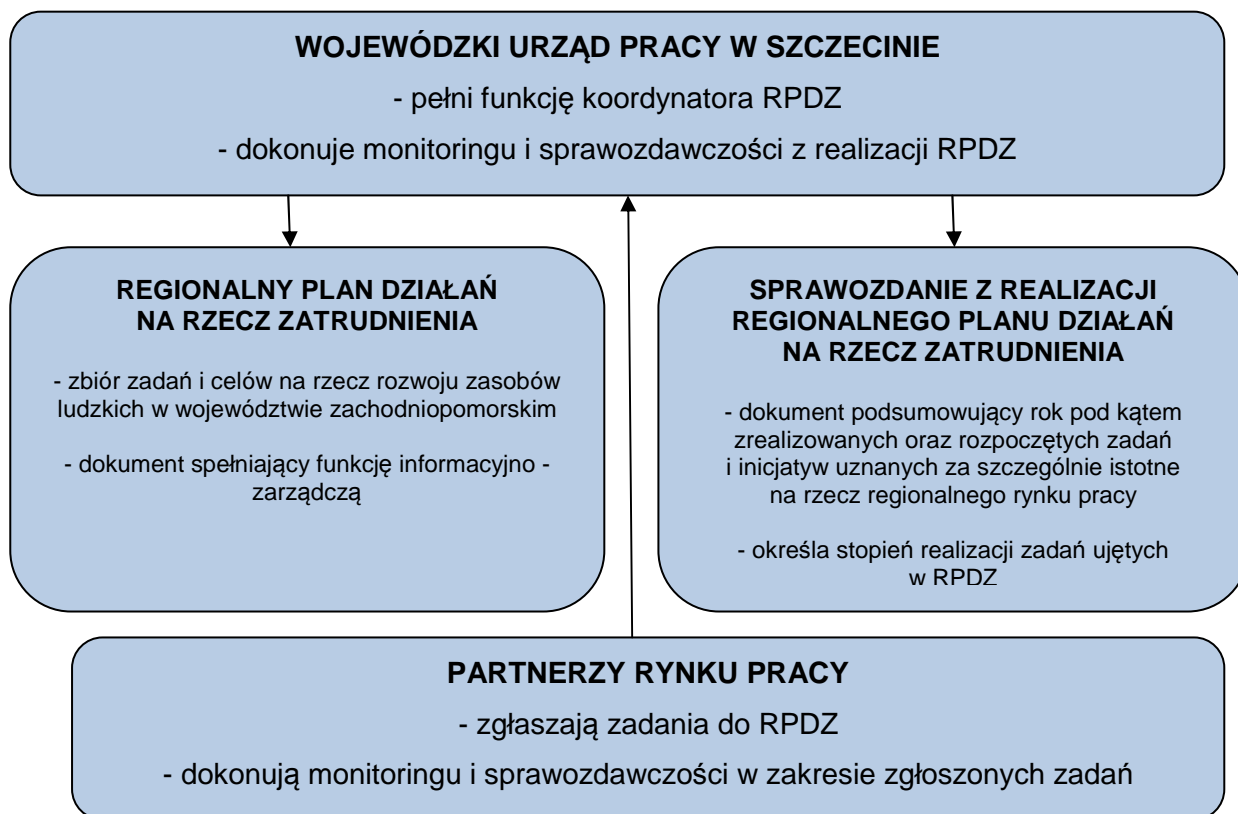 WOJEWÓDZKI URZĄD PRACY W SZCZECINIE
- pełni funkcję koordynatora RPDZ
- dokonuje monitoringu i sprawozdawczości z realizacji RPDZ
REGIONALNY PLAN DZIAŁAŃ
NA RZECZ ZATRUDNIENIA
- zbiór zadań i celów na rzecz rozwoju zasobów
ludzkich w województwie zachodniopomorskim
- dokument spełniający funkcję informacyjno -
zarządczą
SPRAWOZDANIE Z REALIZACJI
REGIONALNEGO PLANU DZIAŁAŃ
NA RZECZ ZATRUDNIENIA
- dokument podsumowujący rok pod kątem
zrealizowanych oraz rozpoczętych zadań
i inicjatyw uznanych za szczególnie istotne
na rzecz regionalnego rynku pracy
- określa stopień realizacji zadań ujętych
w RPDZ
PARTNERZY RYNKU PRACY
- zgłaszają zadania do RPDZ
- dokonują monitoringu i sprawozdawczości w zakresie zgłoszonych zadań